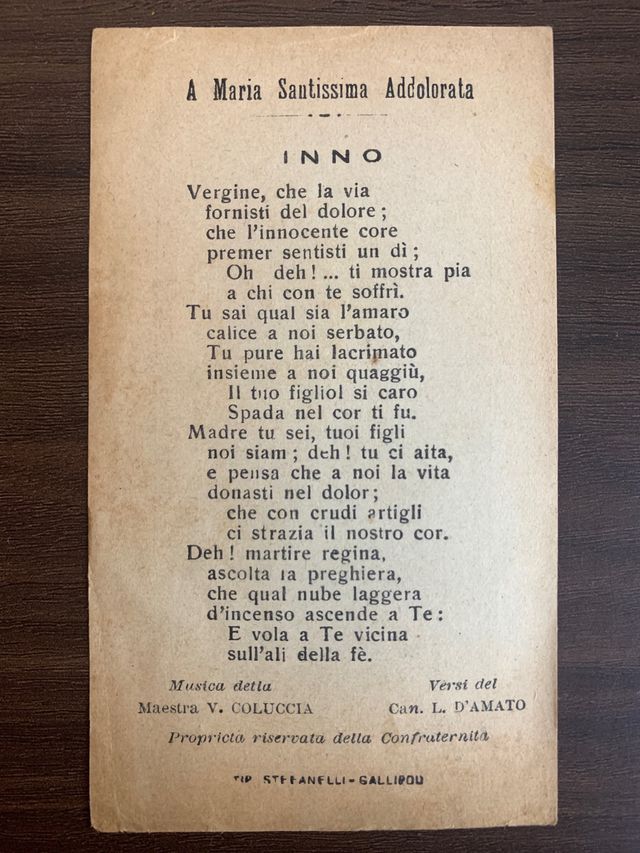 A Maria Santissima Addolorata
INNO
Vergine, che la via
fornisti del dolore ;
che l'innocente core
premer sentisti un dì ;
Oh deh ! ... ti mostra pia
a chi con te soffrì.
Tu sai qual sia l'amaro
calice a noi serbato,
Tu pure hai lacrimato
insieme a noi quaggiù,
Il tuo figliol si caro
Spada nel cor ti fu.
Madre tu sei, tuoi figli
noi siam ; deh ! tu ci aita,
e pensa che a noi la vita
donasti nel dolor;
che con crudi artigli
ci strazia il nostro cor.
Deh ! martire regina,
ascolta la preghiera,
che qual nube laggera
d'incenso ascende a Te :
E vola a Te vicina
sull'ali della fè.
Musica della
Maestra V. COLUCCIA
Versi del
Can. L. D'AMATO
Proprietà riservata della Confraternità
TIP. STEFANELLI - GALLIPOLI